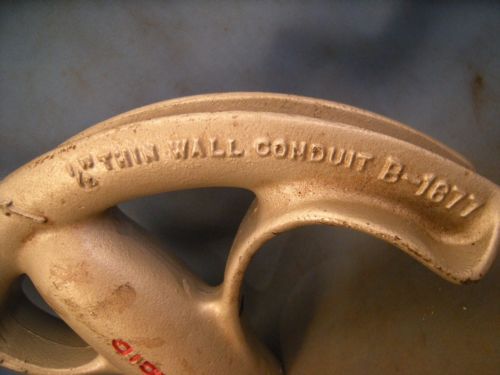 1/2 THIN WALL CONDUIT B-1677